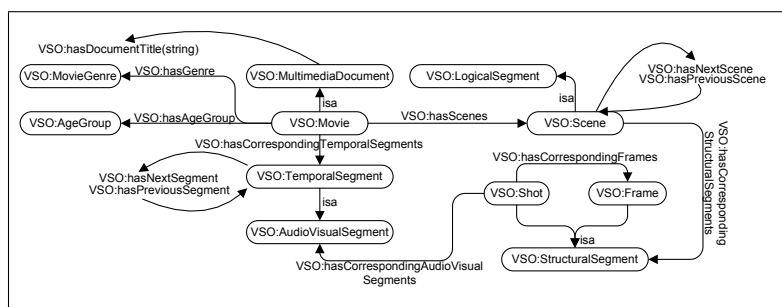 VSO:hasDocumentTitle(string)
VSO:MovieGenre
VSO:hasGenre
VSO:MultimediaDocument
VSO:LogicalSegment
VSO:hasNextScene
VSO:hasPreviousScene
isa
isa
VSO:AgeGroup
VSO:hasAgeGroup
VSO:Movie
VSO:hasScenes
VSO:Scene
VSO:hasCorrespondingTemporalSegments
VSO:hasCorresponding
StructuralSegments
VSO:hasCorrespondingFrames
VSO:hasNextSegment
VSO:hasPreviousSegment
VSO:TemporalSegment
VSO:Shot
VSO:Frame
isa
VSO:AudioVisualSegment
isa
VSO:StructuralSegment
VSO:hasCorrespondingAudioVisual
Segments